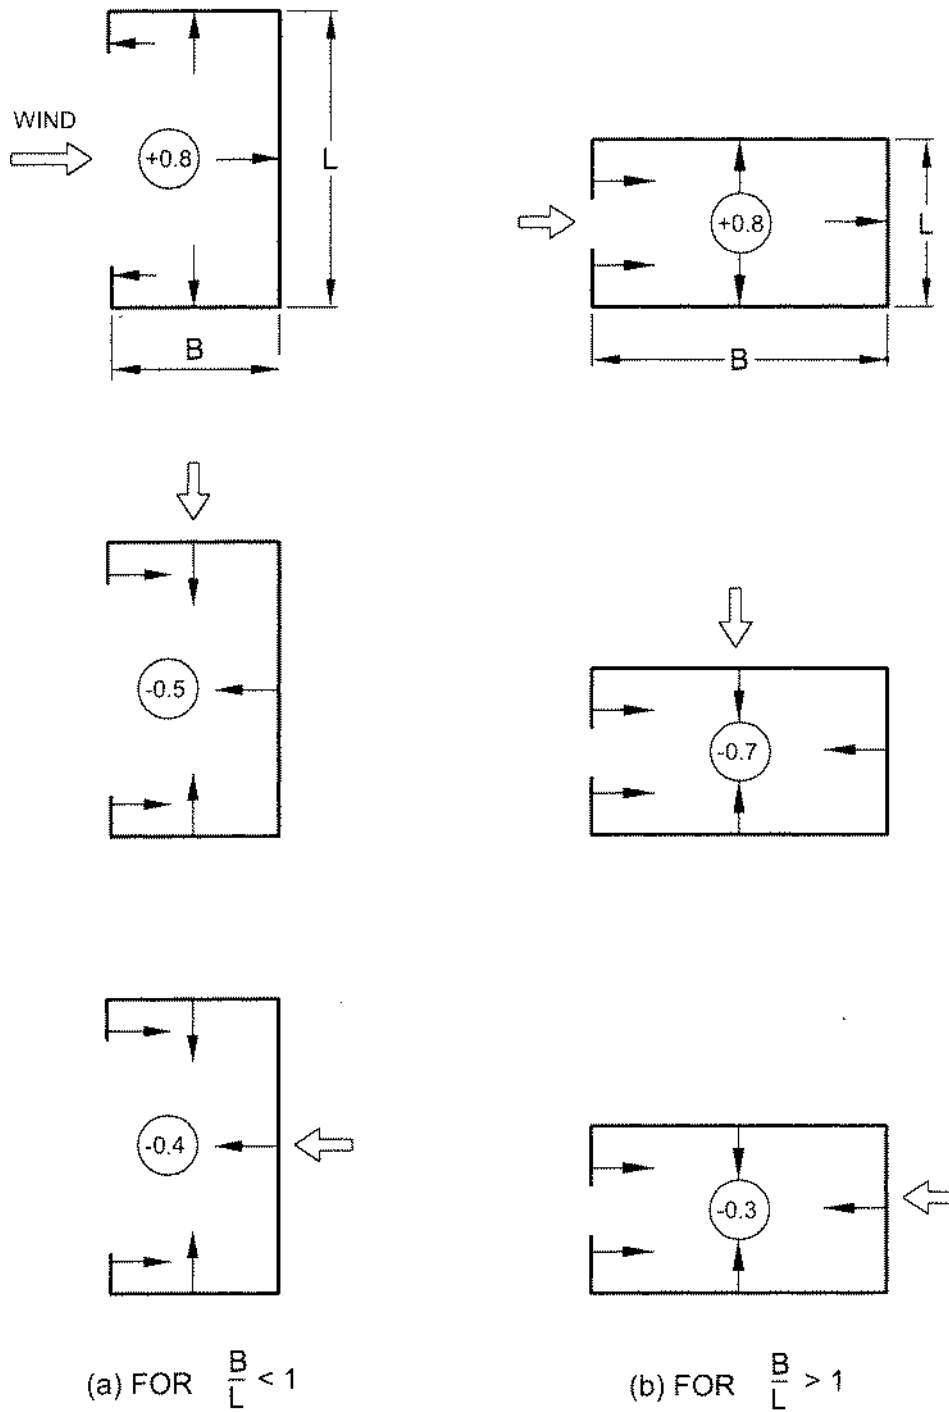 WIND
+0.8
L
B
+0.8
L
B
-0.5
-0.7
-0.4
-0.3
(a) FOR B/L < 1
(b) FOR B/L > 1